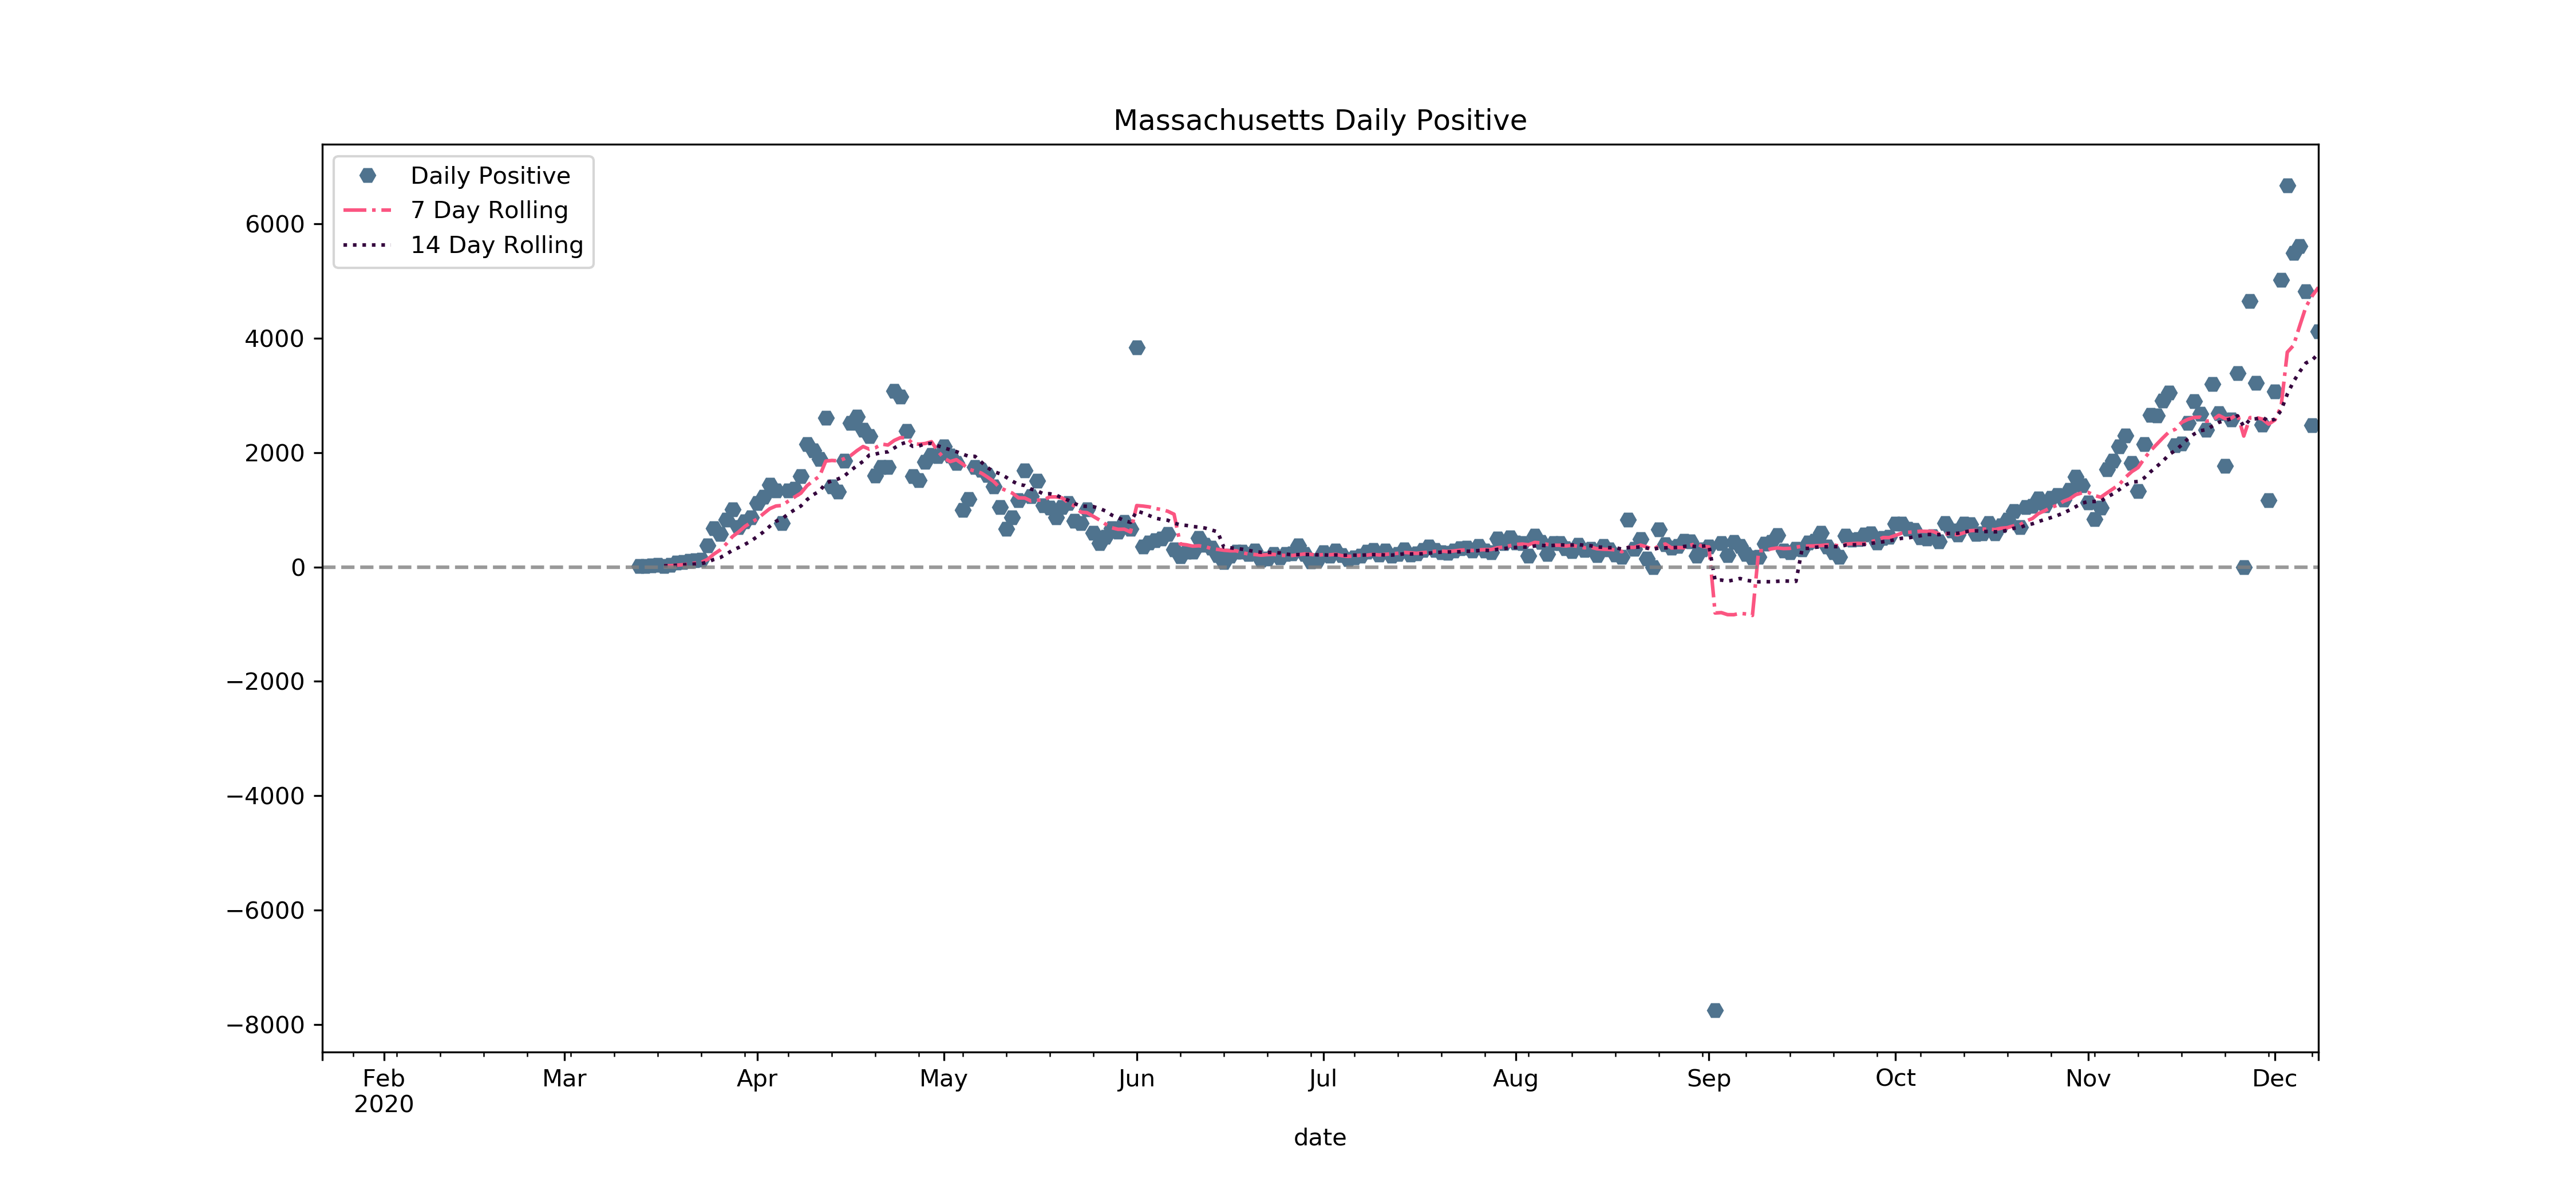 Massachusetts Daily Positive
Daily Positive
7 Day Rolling
14 Day Rolling
6000
4000
2000
0
−2000
−4000
−6000
−8000
Feb Mar Apr May Jun Jul Aug Sep Oct Nov Dec
2020
date